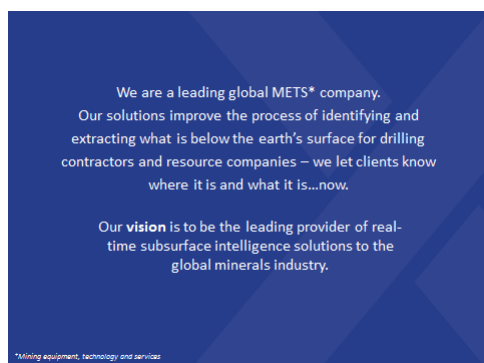 We are a leading global METS* company.
Our solutions improve the process of identifying and
extracting what is below the earth's surface for drilling
contractors and resource companies – we let clients know
where it is and what it is…now.
Our vision is to be the leading provider of real-
time subsurface intelligence solutions to the
global minerals industry.
*Mining equipment, technology and services